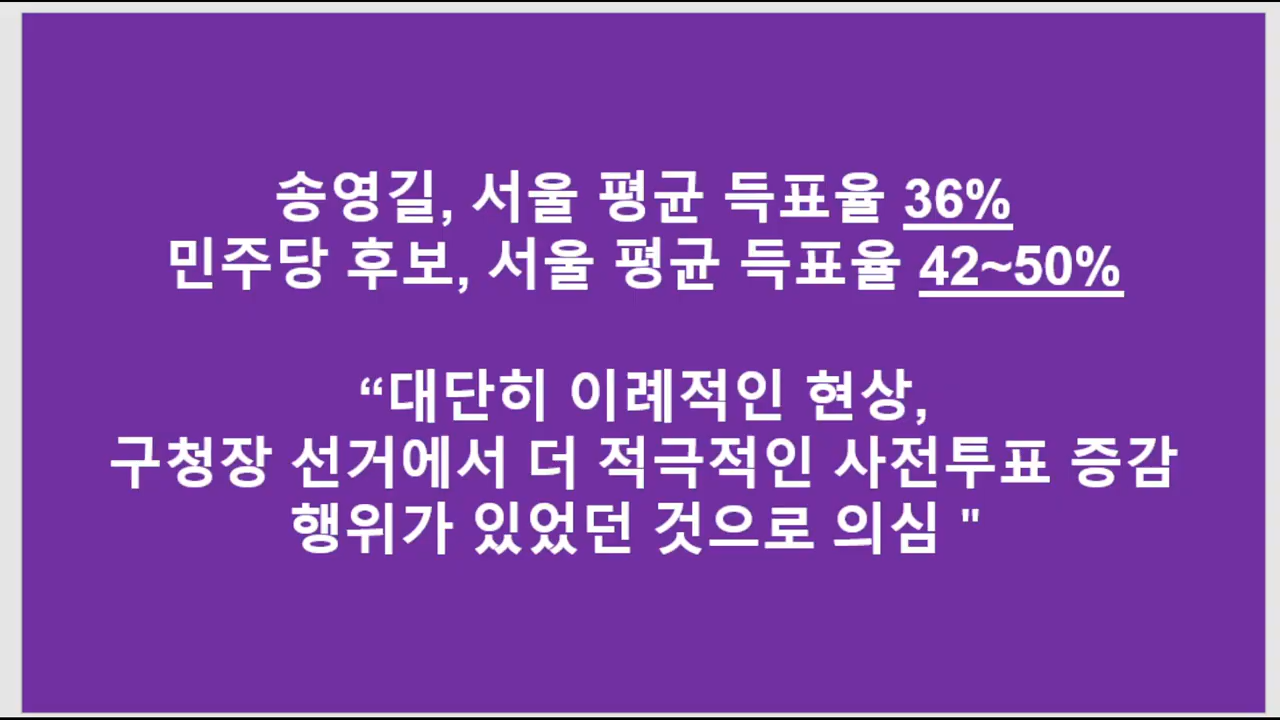 송영길, 서울 평균 득표율 36%
민주당 후보, 서울 평균 득표율 42~50%
“대단히 이례적인 현상,
구청장 선거에서 더 적극적인 사전투표 증감
행위가 있었던 것으로 의심 "